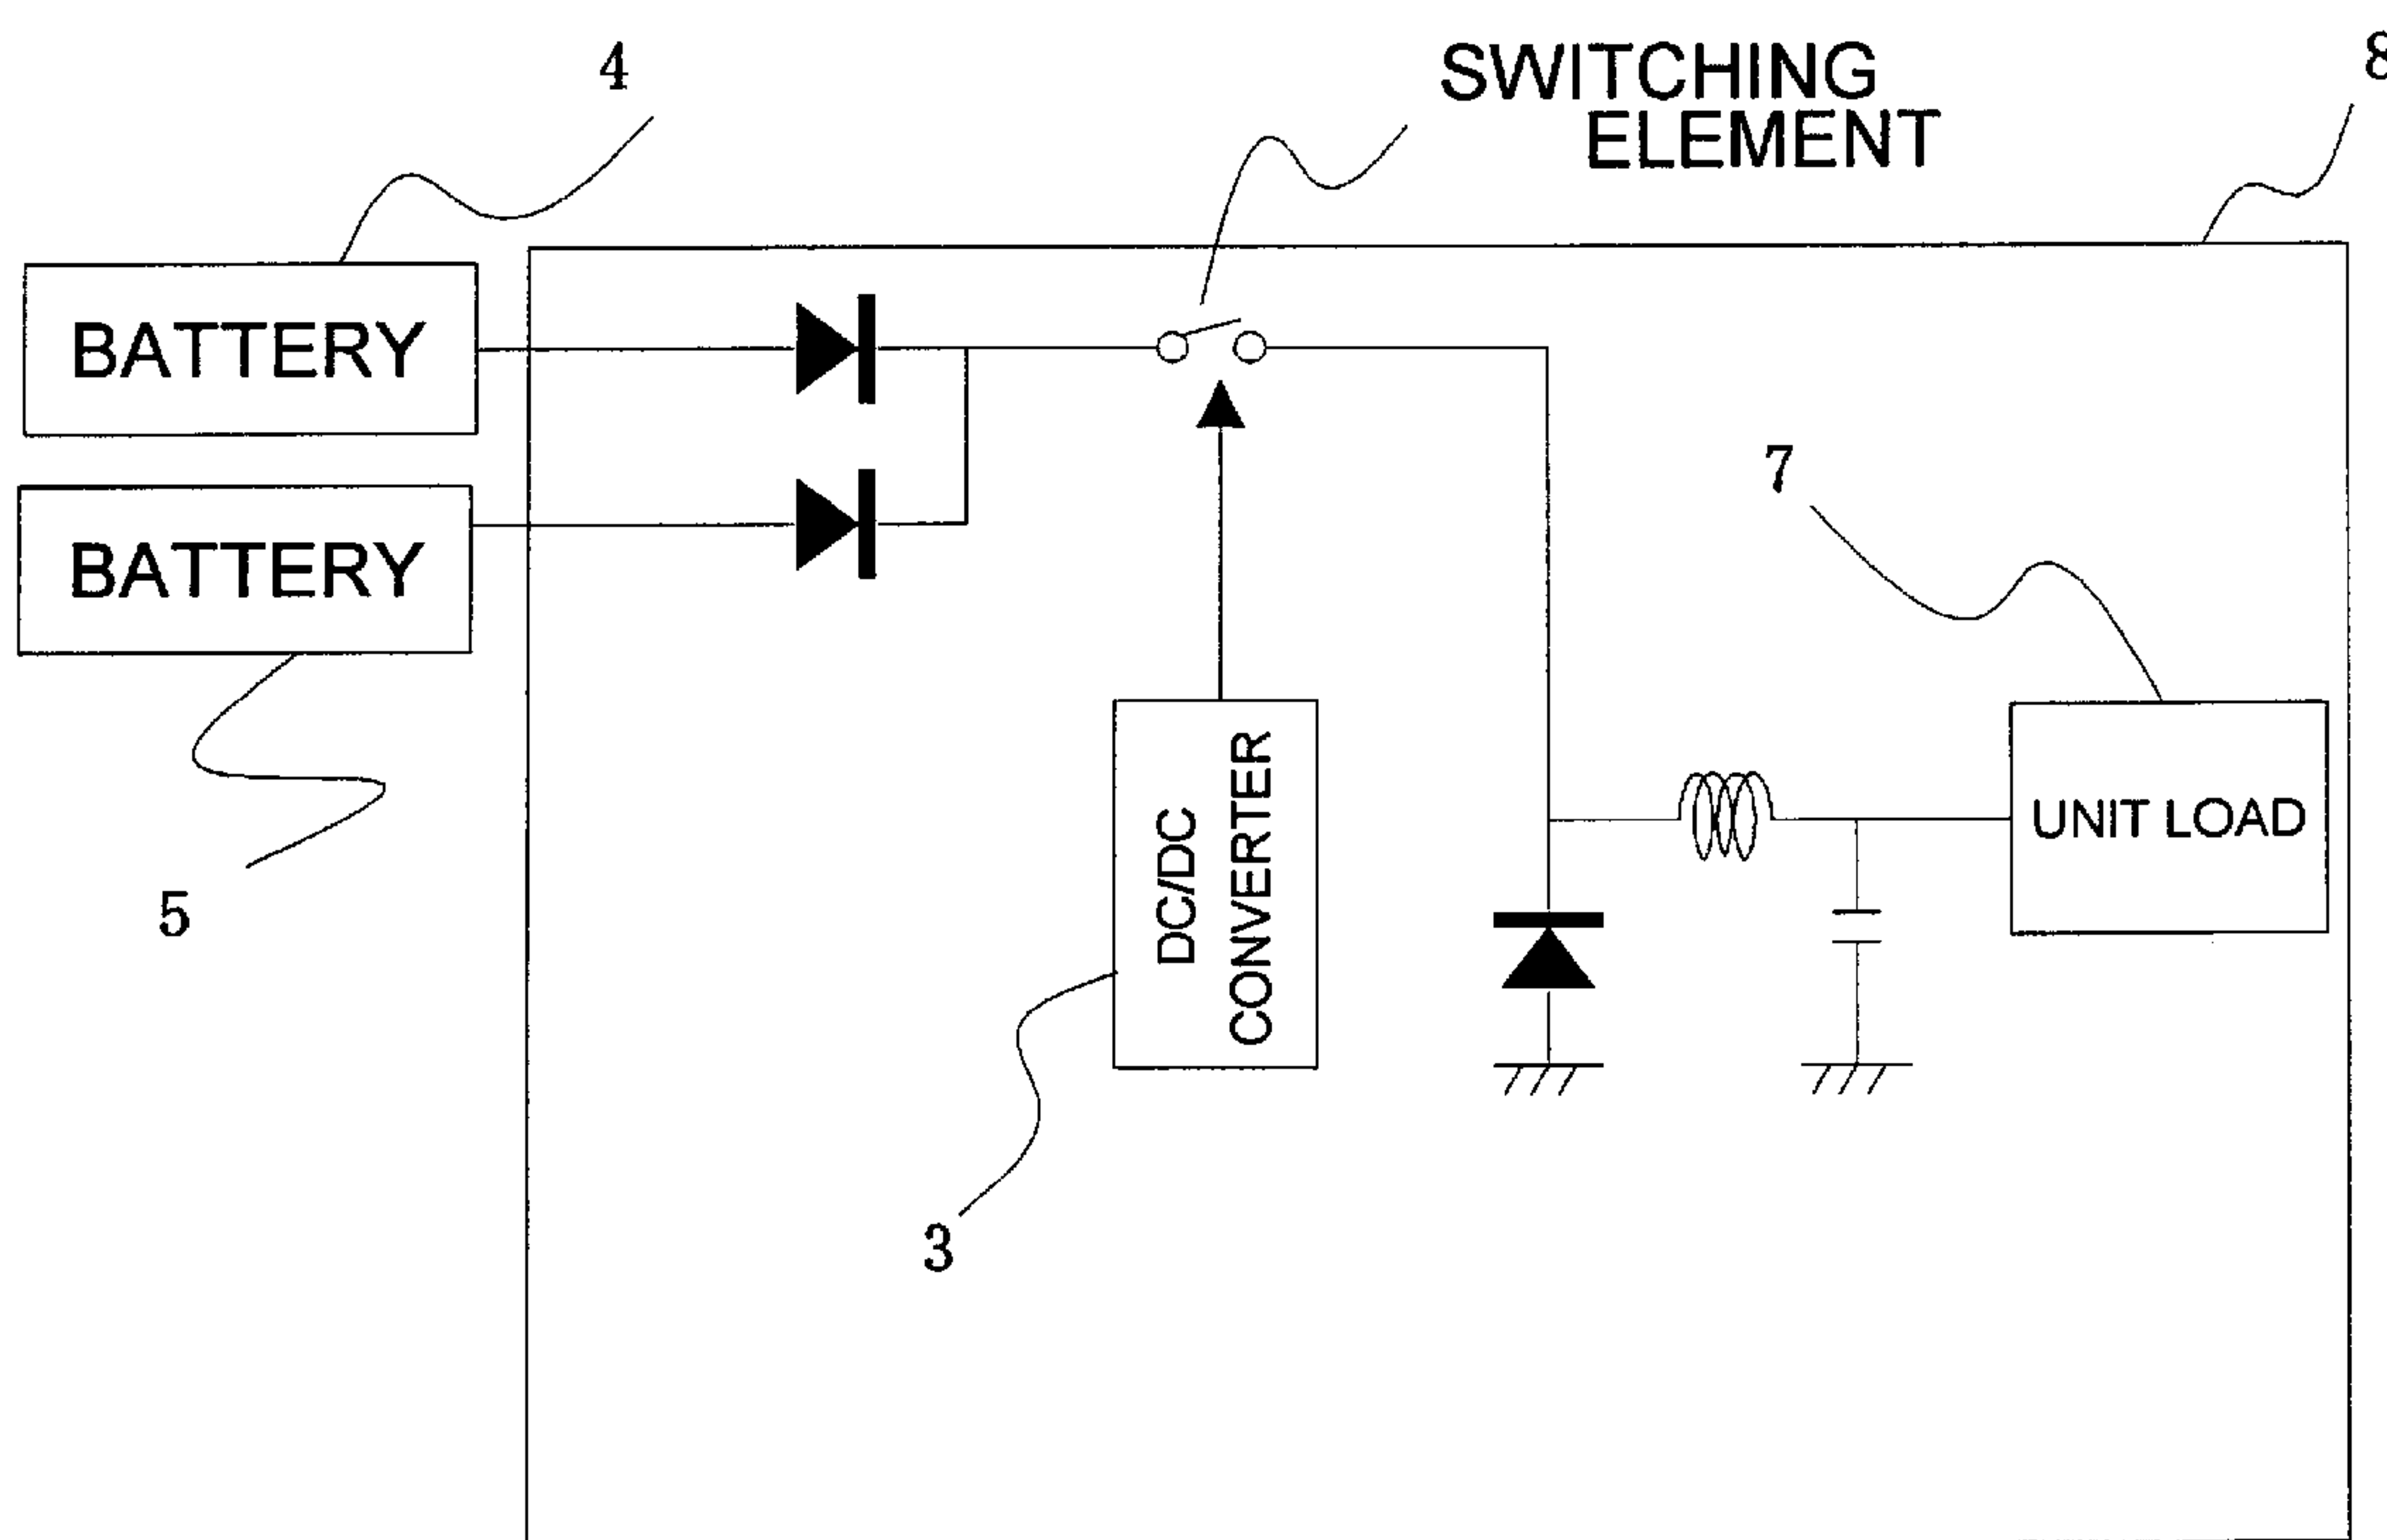 4
SWITCHING
ELEMENT
8
BATTERY
7
BATTERY
DC/DC
CONVERTER
UNIT LOAD
5
3